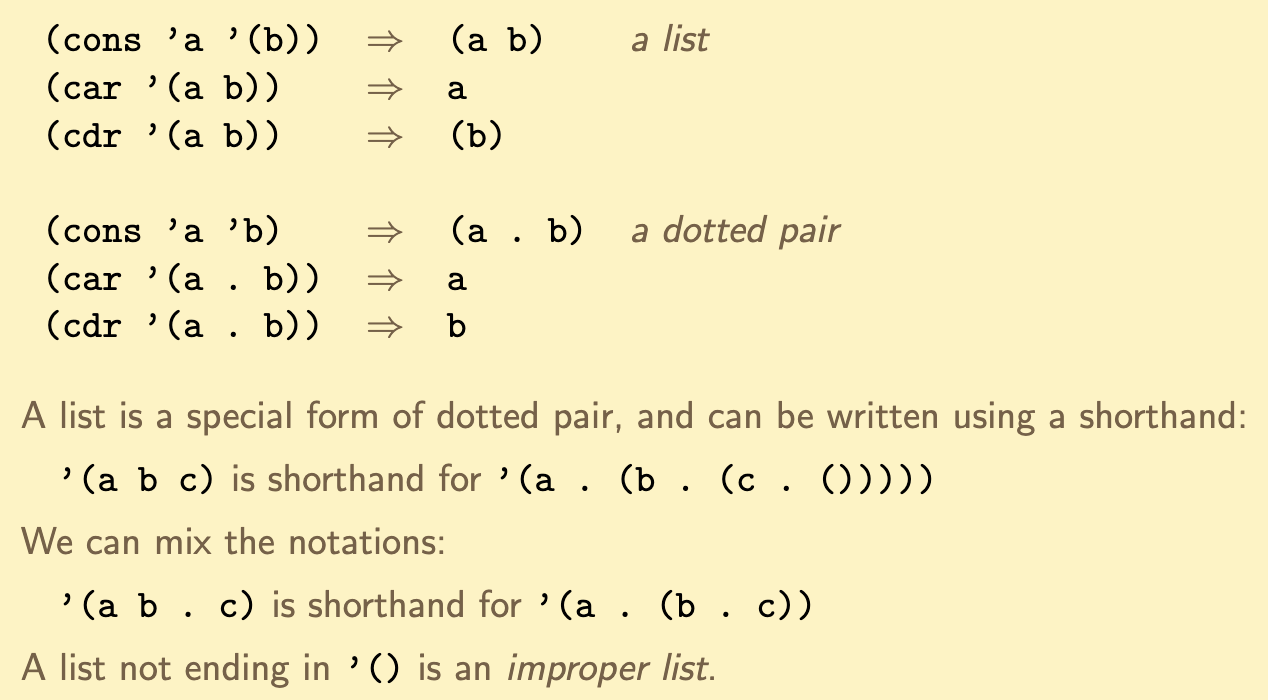 (cons ’a ’(b)) ⇒ (a b) a list
(car ’(a b)) ⇒ a
(cdr ’(a b)) ⇒ (b)
(cons ’a ’b) ⇒ (a . b) a dotted pair
(car ’(a . b)) ⇒ a
(cdr ’(a . b)) ⇒ b
A list is a special form of dotted pair, and can be written using a shorthand:
’(a b c) is shorthand for ’(a . (b . (c . ()))))
We can mix the notations:
’(a b . c) is shorthand for ’(a . (b . c))
A list not ending in ’() is an improper list.